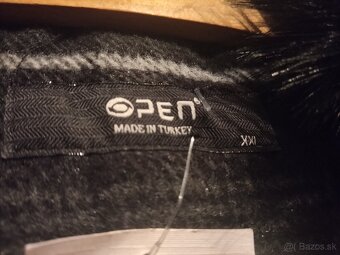 OPEN
MADE IN TURKEY
XXL
Bazos.sk